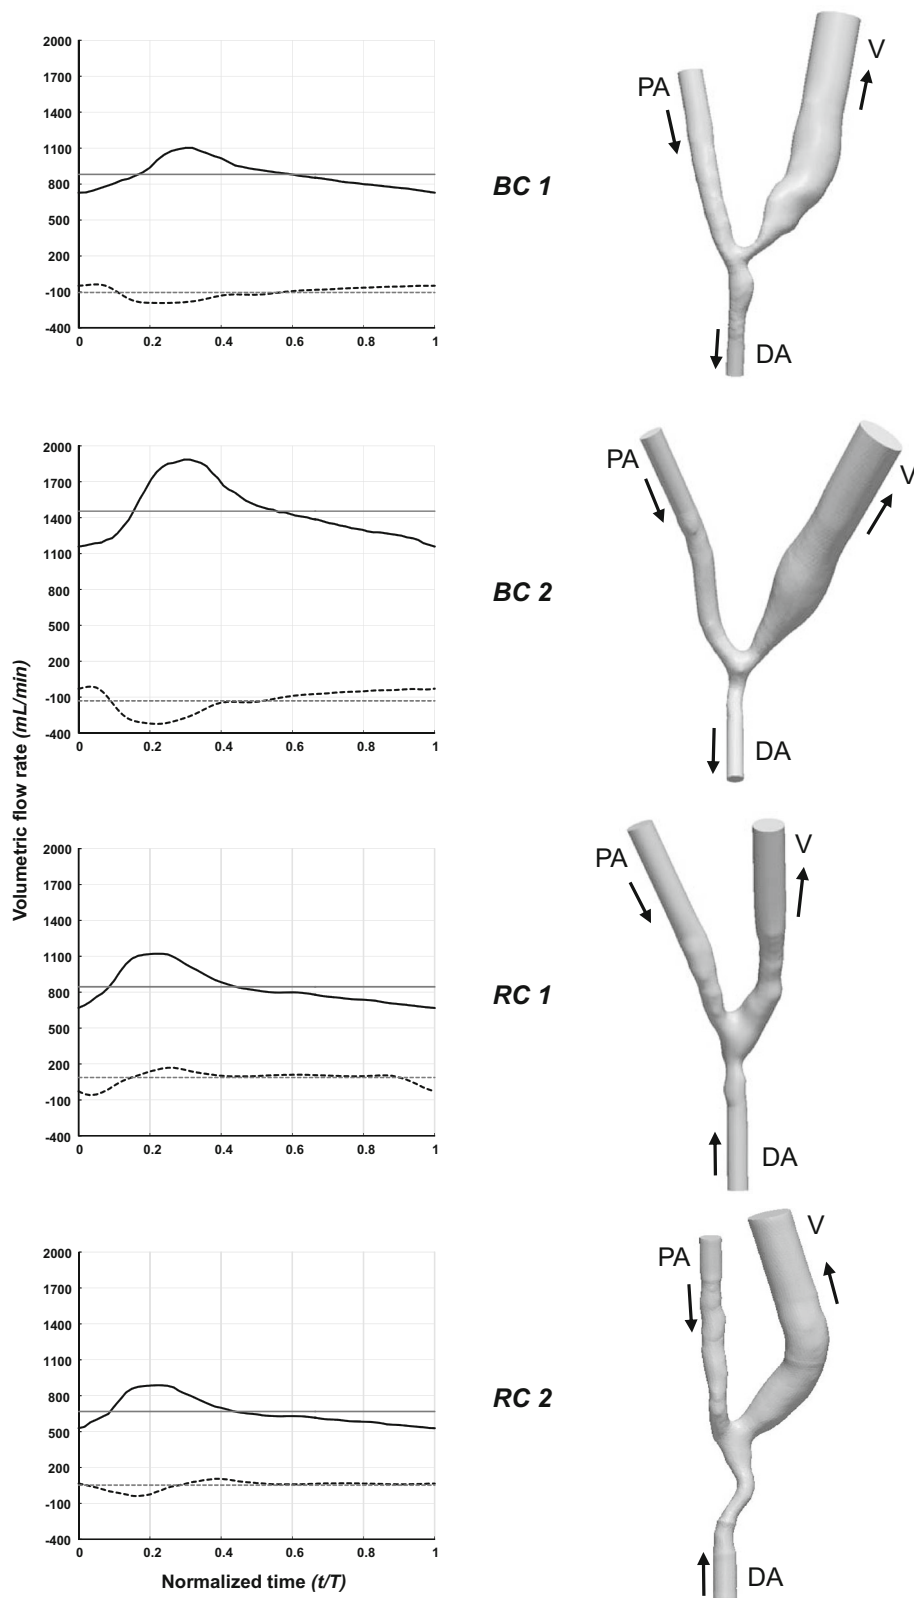 Volumetric flow rate (mL/min)
2000
1700
1400
1100
800
500
200
-100
-400
0 0.2 0.4 0.6 0.8 1
BC 1
PA
V
DA
2000
1700
1400
1100
800
500
200
-100
-400
0 0.2 0.4 0.6 0.8 1
BC 2
PA
V
DA
2000
1700
1400
1100
800
500
200
-100
-400
0 0.2 0.4 0.6 0.8 1
RC 1
PA
V
DA
2000
1700
1400
1100
800
500
200
-100
-400
0 0.2 0.4 0.6 0.8 1
RC 2
PA
V
DA
Normalized time (t/T)